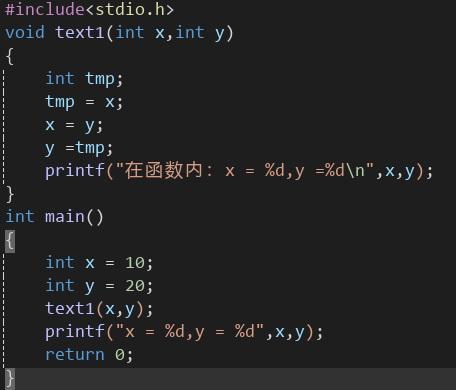 #include<stdio.h>
void text1(int x,int y)
{
    int tmp;
    tmp = x;
    x = y;
    y =tmp;
    printf("在函数内: x = %d,y =%d\n",x,y);
}
int main()
{
    int x = 10;
    int y = 20;
    text1(x,y);
    printf("x = %d,y = %d",x,y);
    return 0;
}